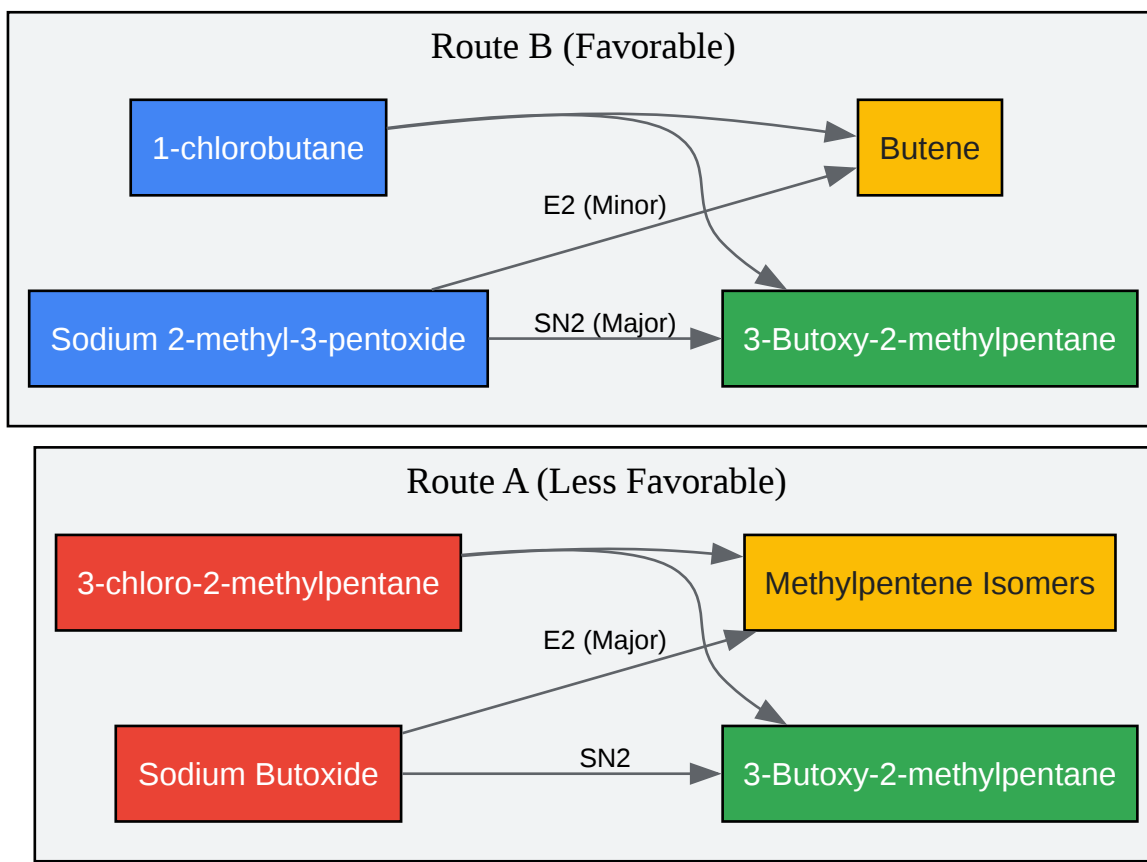 Route B (Favorable)
1-chlorobutane
Butene
E2 (Minor)
Sodium 2-methyl-3-pentoxide
SN2 (Major)
3-Butoxy-2-methylpentane
Route A (Less Favorable)
3-chloro-2-methylpentane
Methylpentene Isomers
E2 (Major)
Sodium Butoxide
SN2
3-Butoxy-2-methylpentane